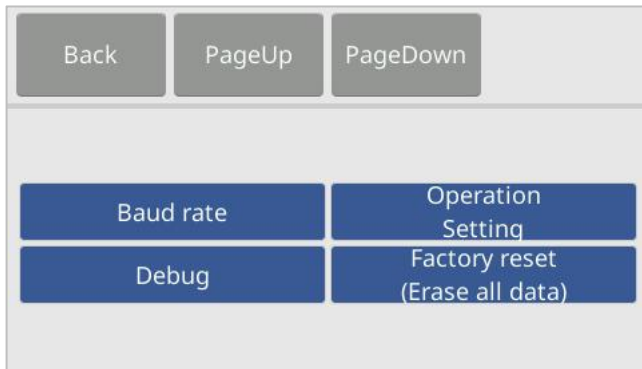 Back
PageUp
PageDown
Baud rate
Operation
Setting
Debug
Factory reset
(Erase all data)